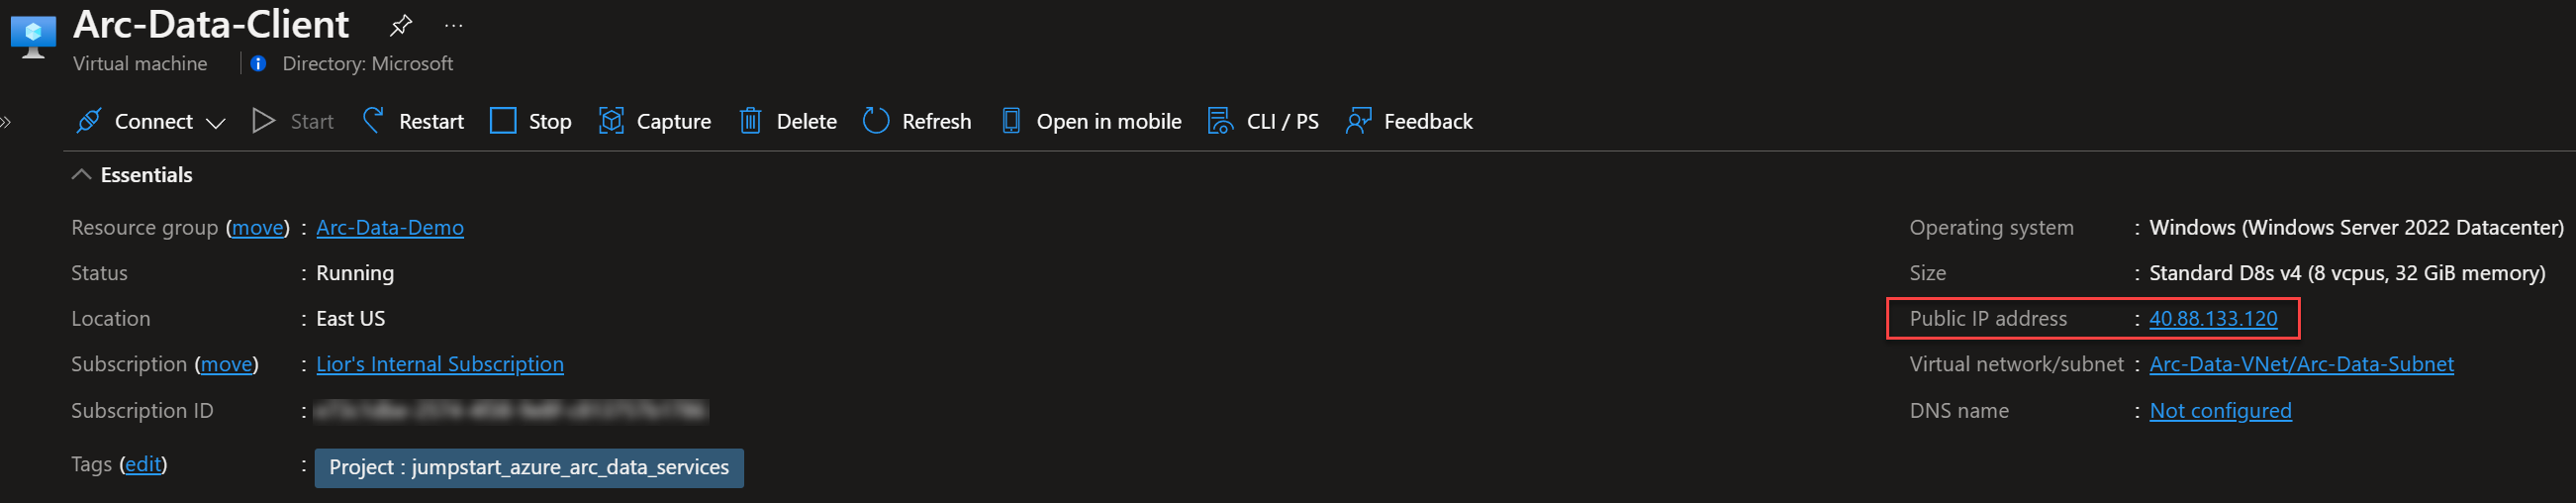 Arc-Data-Client
Virtual machine
Directory: Microsoft
Connect Start Restart Stop Capture Delete Refresh Open in mobile CLI / PS Feedback
Essentials
Resource group (move) : Arc-Data-Demo
Status : Running
Location : East US
Subscription (move) : Lior's Internal Subscription
Subscription ID :
Tags (edit) : Project : jumpstart_azure_arc_data_services
Operating system : Windows (Windows Server 2022 Datacenter)
Size : Standard D8s v4 (8 vcpus, 32 GiB memory)
Public IP address : 40.88.133.120
Virtual network/subnet : Arc-Data-VNet/Arc-Data-Subnet
DNS name : Not configured